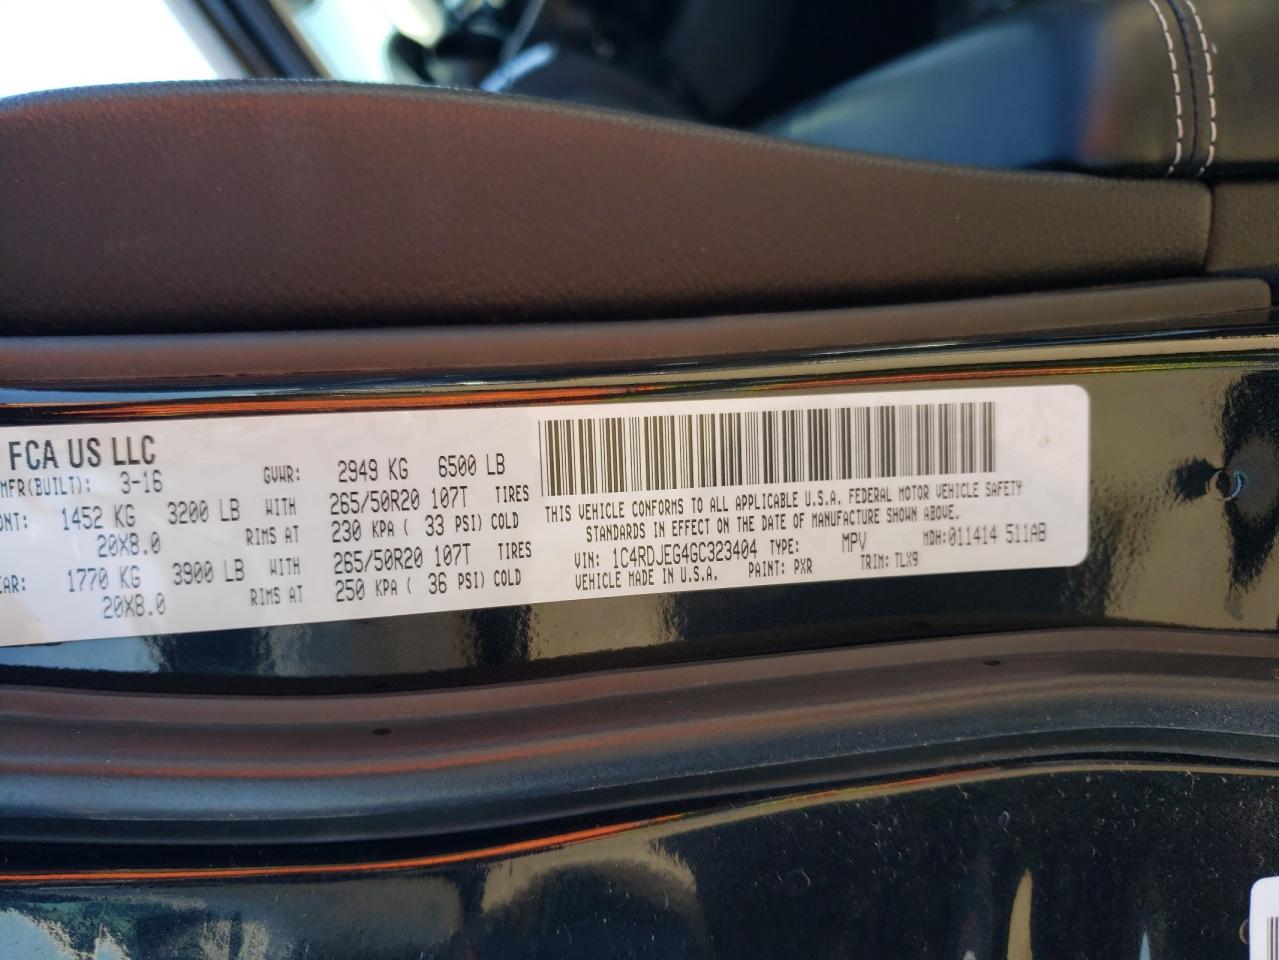 FCA US LLC
MFR(BUILT): 3-16 GVWR: 2949 KG 6500 LB
1452 KG 3200 LB WITH 265/50R20 107T TIRES
20X8.0 RIMS AT 230 KPA ( 33 PSI) COLD
1770 KG 3900 LB WITH 265/50R20 107T TIRES
20X8.0 RIMS AT 250 KPA ( 36 PSI) COLD
THIS VEHICLE CONFORMS TO ALL APPLICABLE U.S.A. FEDERAL MOTOR VEHICLE SAFETY
STANDARDS IN EFFECT ON THE DATE OF MANUFACTURE SHOWN ABOVE.
VIN: 1C4RDJEG4GC323404 TYPE: MPV MDH:011414 511AB
VEHICLE MADE IN U.S.A. PAINT: PXR TRIM: TLX9